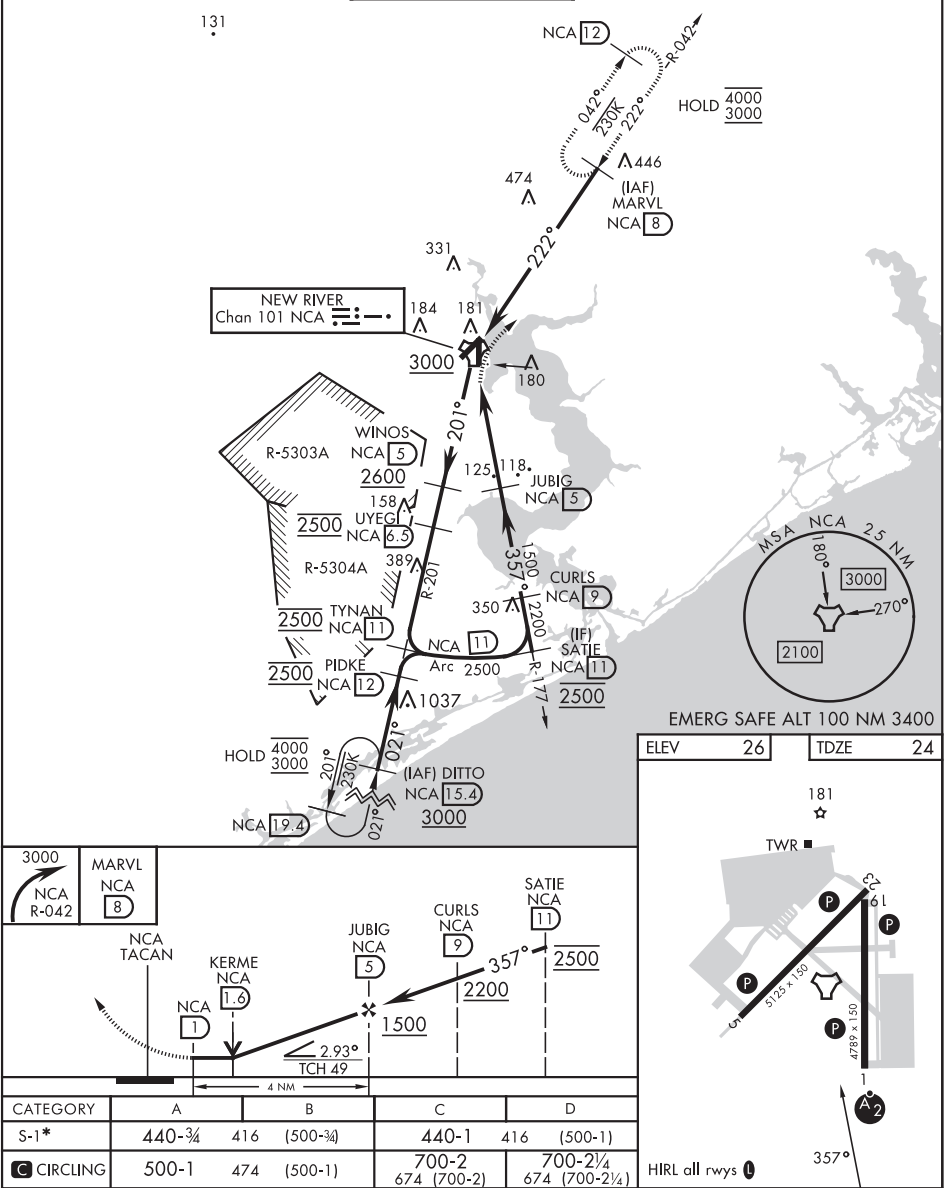 131
NCA 12
R-042
042°
230K
222°
HOLD 4000
3000
446
474
(IAF)
MARVL
NCA 8
222°
331
NEW RIVER
Chan 101 NCA
184
181
3000
180
201°
WINOS
NCA 5
2600
R-5303A
125
118
JUBIG
NCA 5
158
2500
UYEG
NCA 6.5
R-5304A
389
R-201
357°
1500
CURLS
NCA 9
350
2200
2500
TYNAN
NCA 11
NCA 11
Arc 2500
(IF)
SATIE
NCA 11
2500
R-177
2500
PIDKE
NCA 12
1037
021°
HOLD 4000
3000
201°
230K
021°
(IAF) DITTO
NCA 15.4
3000
NCA 19.4
MSA NCA 25 NM
180°
3000
270°
2100
EMERG SAFE ALT 100 NM 3400
ELEV 26
TDZE 24
181
TWR
23
19
P
P
P
P
5125 x 150
4789 x 150
5
1
A2
357°
HIRL all rwys L
3000
NCA
R-042
MARVL
NCA
8
NCA
TACAN
NCA
1
KERME
NCA
1.6
JUBIG
NCA
5
CURLS
NCA
9
SATIE
NCA
11
357°
2500
2200
1500
2.93°
TCH 49
4 NM
CATEGORY A B C D
S-1* 440-¾ 416 (500-¾) 440-1 416 (500-1)
C CIRCLING 500-1 474 (500-1) 700-2 674 (700-2) 700-2¼ 674 (700-2¼)